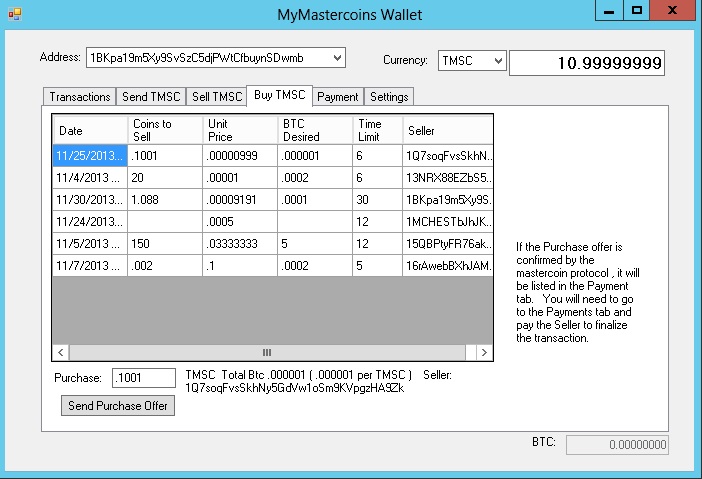 MyMastercoins Wallet
Address: 1BKpa19m5Xy9SvSzC5djPWtCfbuynSDwmb Currency: TMSC 10.99999999
Transactions Send TMSC Sell TMSC Buy TMSC Payment Settings
Date Coins to Sell Unit Price BTC Desired Time Limit Seller
11/25/2013... .1001 .00000999 .000001 6 1Q7soqFvsSkhN...
11/4/2013 ... 20 .00001 .0002 6 13NRX88EZbS5...
11/30/2013... 1.088 .00009191 .0001 30 1BKpa19m5Xy9S...
11/24/2013... .0005 12 1MCHESTbJhJK...
11/5/2013 ... 150 .03333333 5 12 15QBPtyFR76ak...
11/7/2013 ... .002 .1 .0002 5 16rAwebBXhJAM...
If the Purchase offer is
confirmed by the
mastercoin protocol , it will
be listed in the Payment
tab. You will need to go
to the Payments tab and
pay the Seller to finalize
the transaction.
Purchase: .1001 TMSC Total Btc .000001 ( .000001 per TMSC ) Seller:
1Q7soqFvsSkhNy5GdVw1oSm9KVpgzHA9Zk
Send Purchase Offer
BTC: 0.00000000